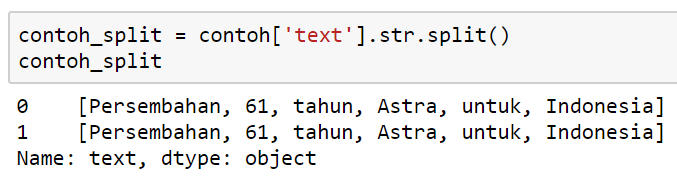 contoh_split = contoh['text'].str.split()
contoh_split
0    [Persembahan, 61, tahun, Astra, untuk, Indonesia]
1    [Persembahan, 61, tahun, Astra, untuk, Indonesia]
Name: text, dtype: object